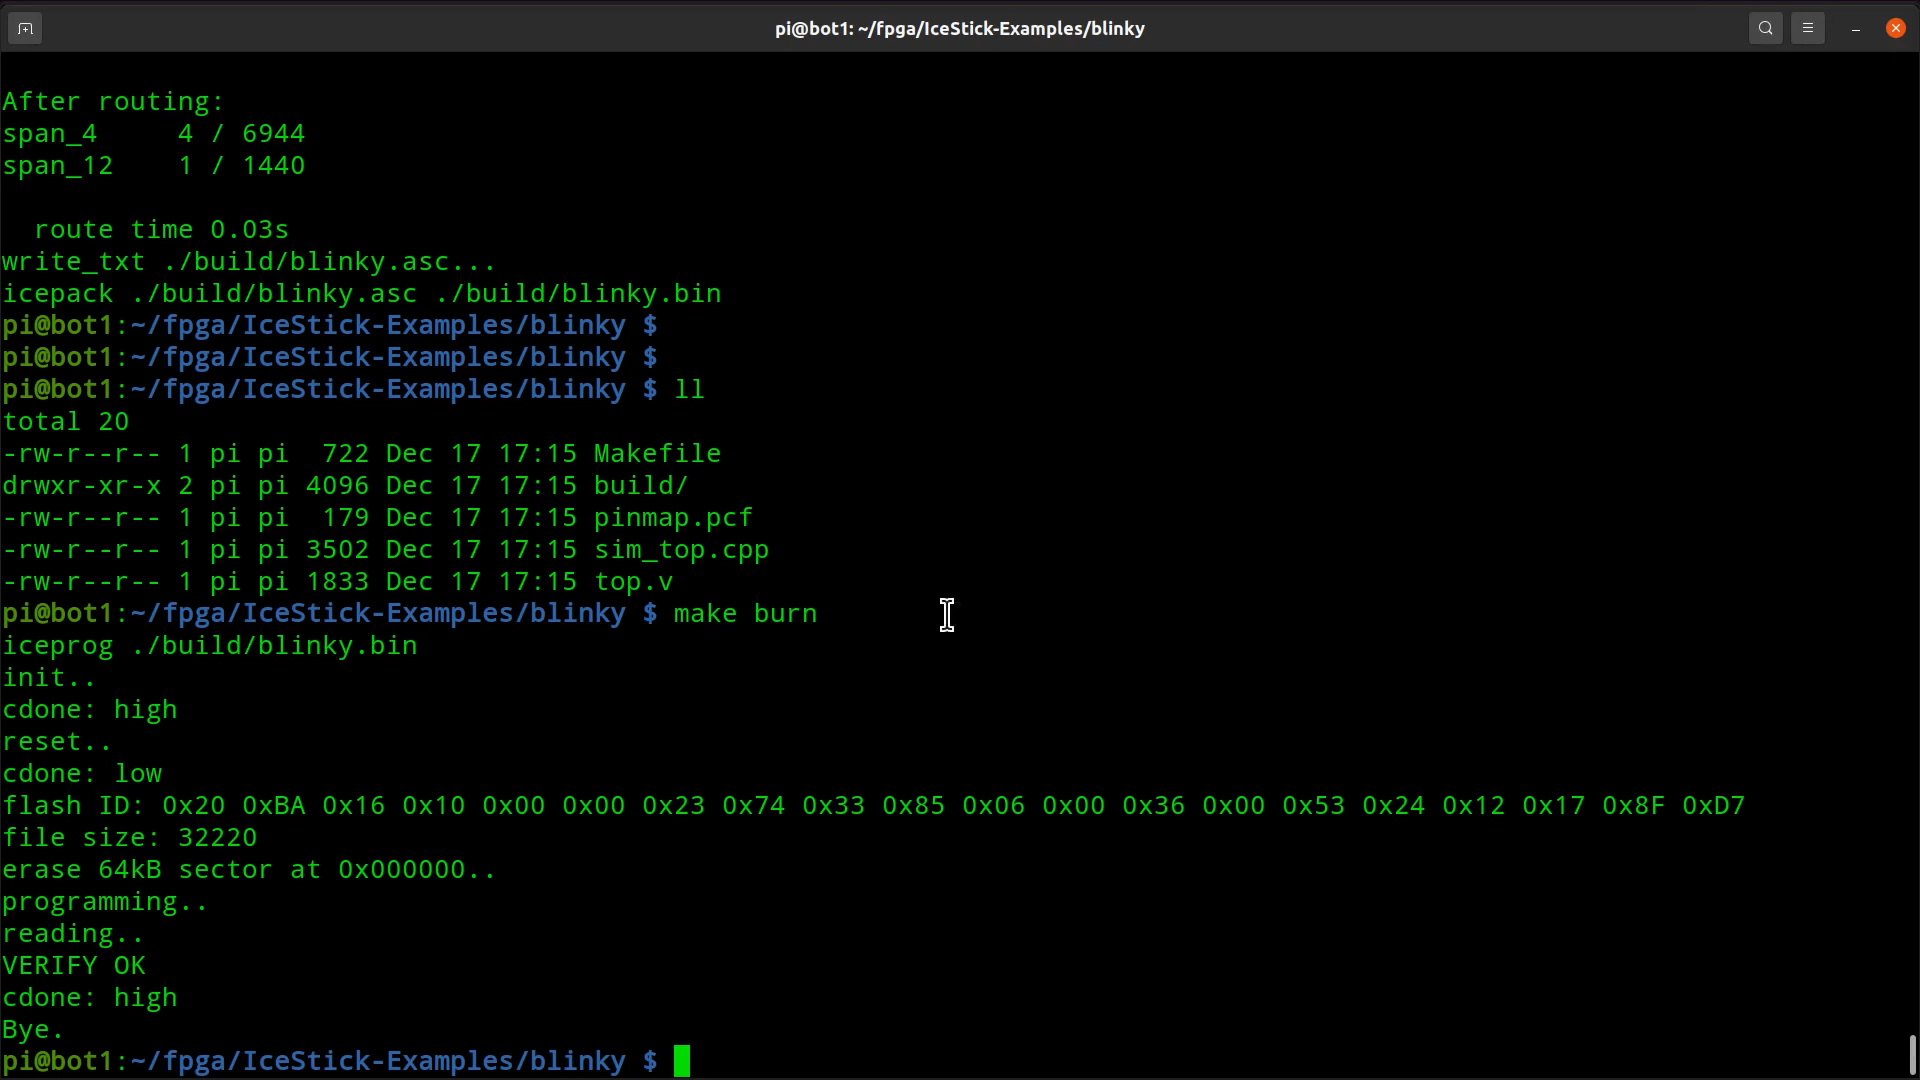 pi@bot1: ~/fpga/IceStick-Examples/blinky
After routing:
span_4     4 / 6944
span_12    1 / 1440
  route time 0.03s
write_txt ./build/blinky.asc...
icepack ./build/blinky.asc ./build/blinky.bin
pi@bot1:~/fpga/IceStick-Examples/blinky $
pi@bot1:~/fpga/IceStick-Examples/blinky $
pi@bot1:~/fpga/IceStick-Examples/blinky $ ll
total 20
-rw-r--r-- 1 pi pi  722 Dec 17 17:15 Makefile
drwxr-xr-x 2 pi pi 4096 Dec 17 17:15 build/
-rw-r--r-- 1 pi pi  179 Dec 17 17:15 pinmap.pcf
-rw-r--r-- 1 pi pi 3502 Dec 17 17:15 sim_top.cpp
-rw-r--r-- 1 pi pi 1833 Dec 17 17:15 top.v
pi@bot1:~/fpga/IceStick-Examples/blinky $ make burn
iceprog ./build/blinky.bin
init..
cdone: high
reset..
cdone: low
flash ID: 0x20 0xBA 0x16 0x10 0x00 0x00 0x23 0x74 0x33 0x85 0x06 0x00 0x36 0x00 0x53 0x24 0x12 0x17 0x8F 0xD7
file size: 32220
erase 64kB sector at 0x000000..
programming..
reading..
VERIFY OK
cdone: high
Bye.
pi@bot1:~/fpga/IceStick-Examples/blinky $